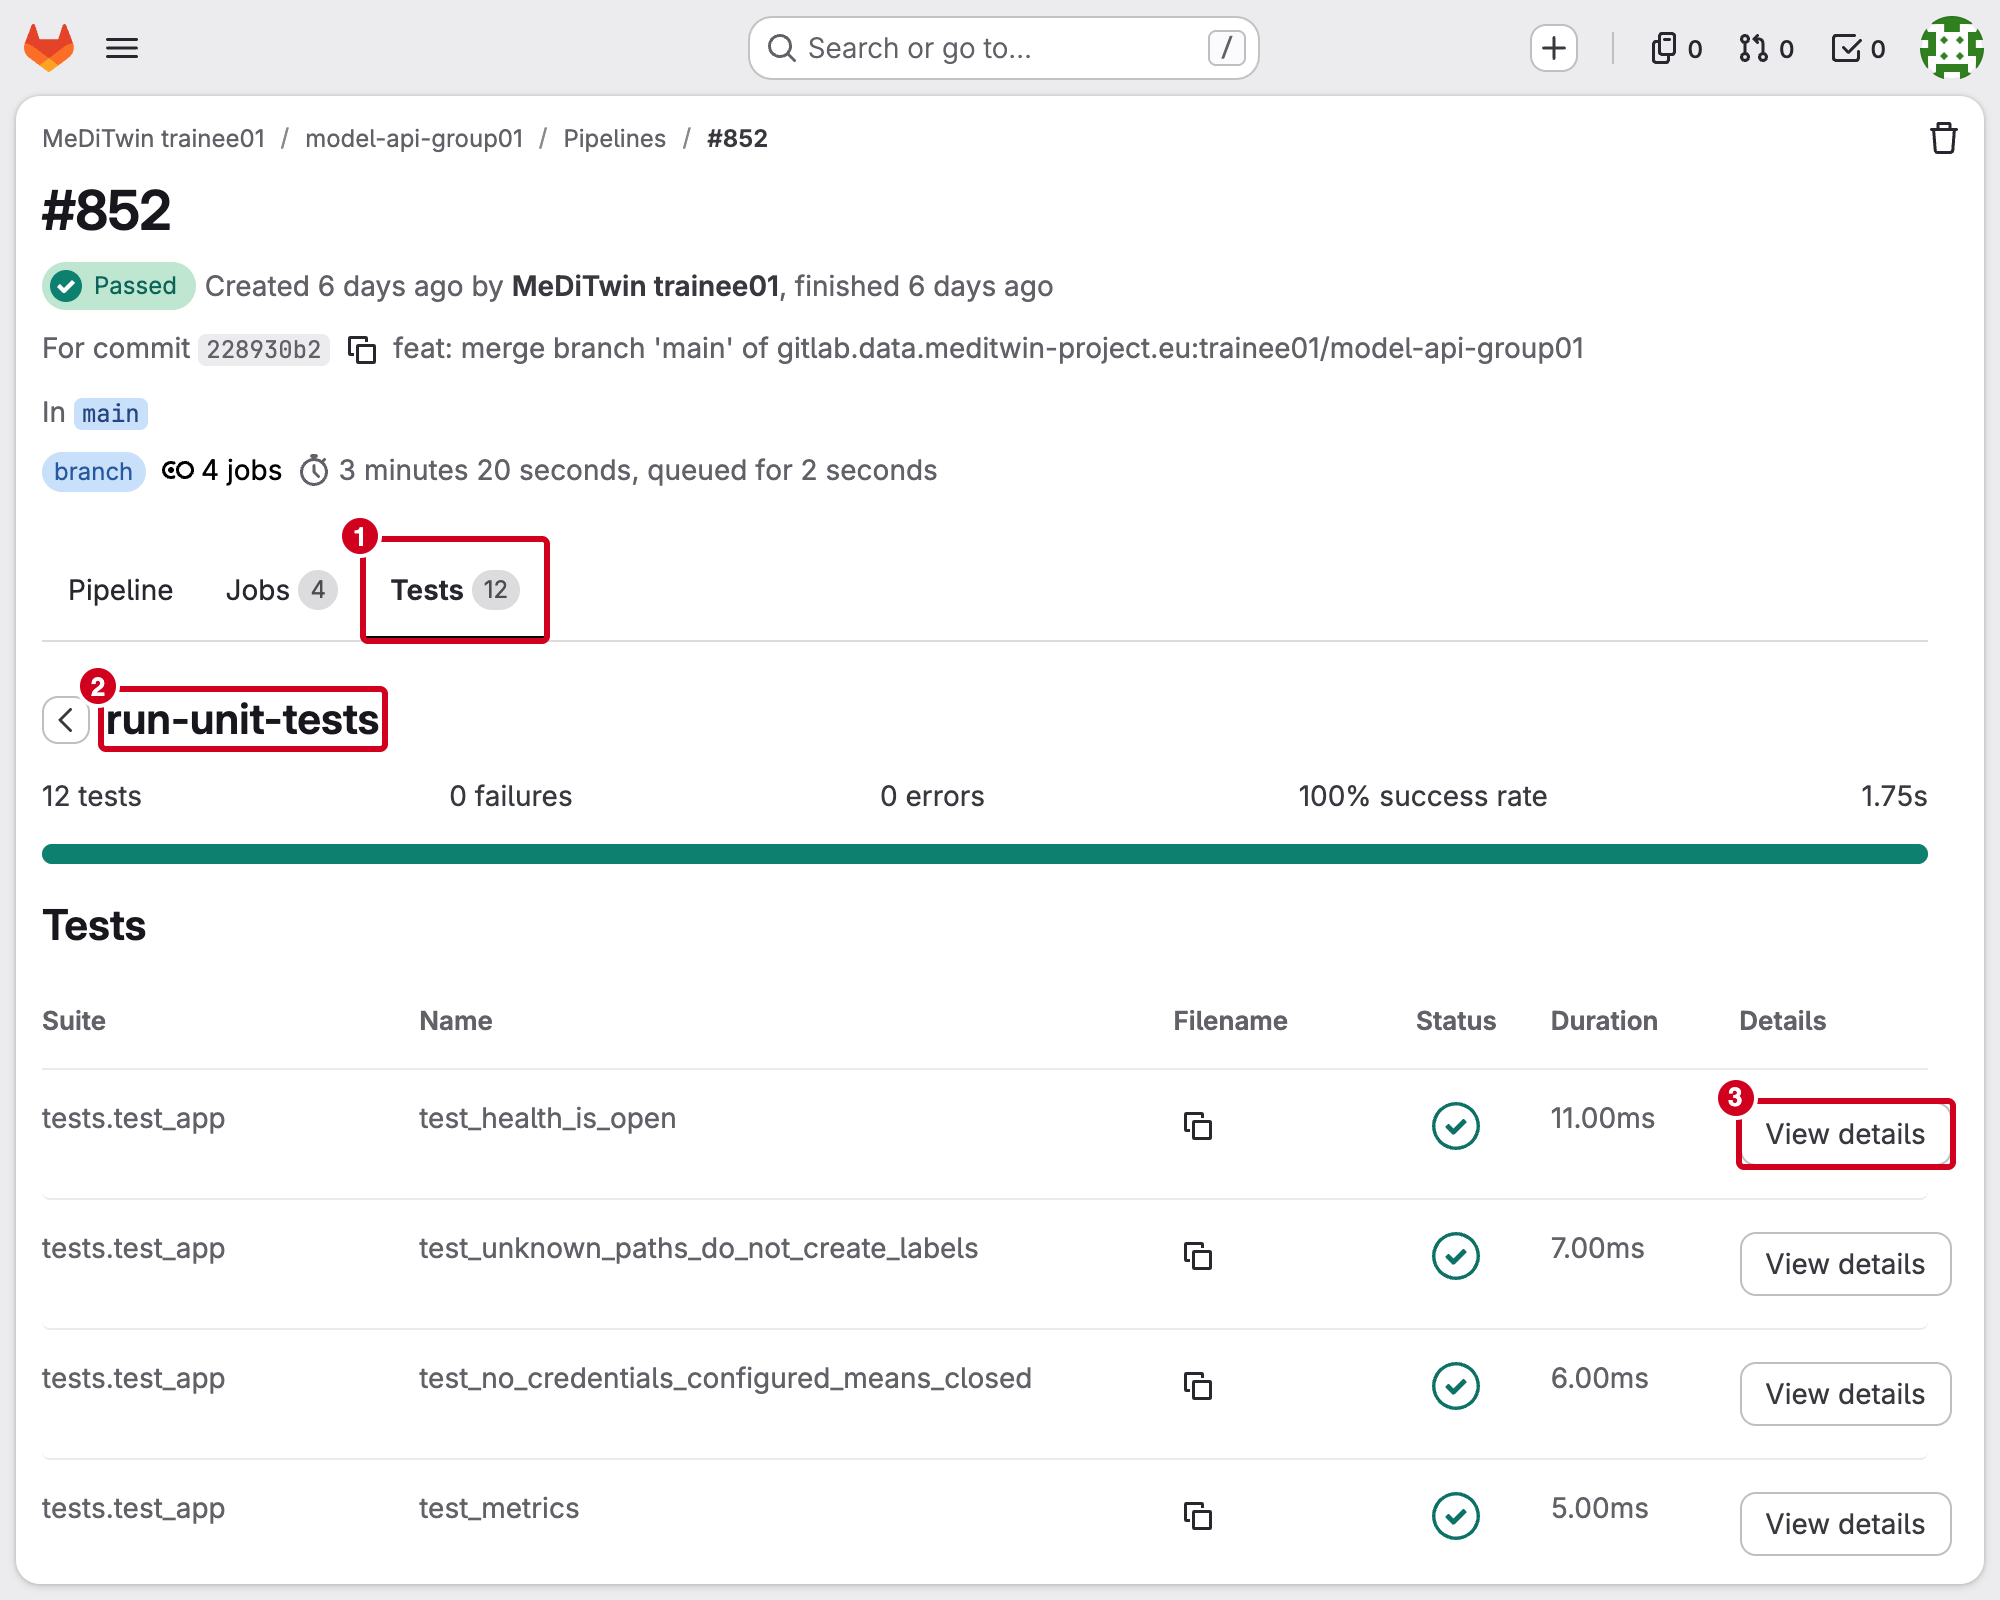 Search or go to... /
0 0 0
MeDiTwin trainee01 / model-api-group01 / Pipelines / #852
#852
Passed Created 6 days ago by MeDiTwin trainee01, finished 6 days ago
For commit 228930b2 feat: merge branch 'main' of gitlab.data.meditwin-project.eu:trainee01/model-api-group01
In main
branch 4 jobs 3 minutes 20 seconds, queued for 2 seconds
1
Pipeline Jobs 4 Tests 12
2
run-unit-tests
12 tests 0 failures 0 errors 100% success rate 1.75s
Tests
Suite Name Filename Status Duration Details
3
tests.test_app test_health_is_open 11.00ms View details
tests.test_app test_unknown_paths_do_not_create_labels 7.00ms View details
tests.test_app test_no_credentials_configured_means_closed 6.00ms View details
tests.test_app test_metrics 5.00ms View details